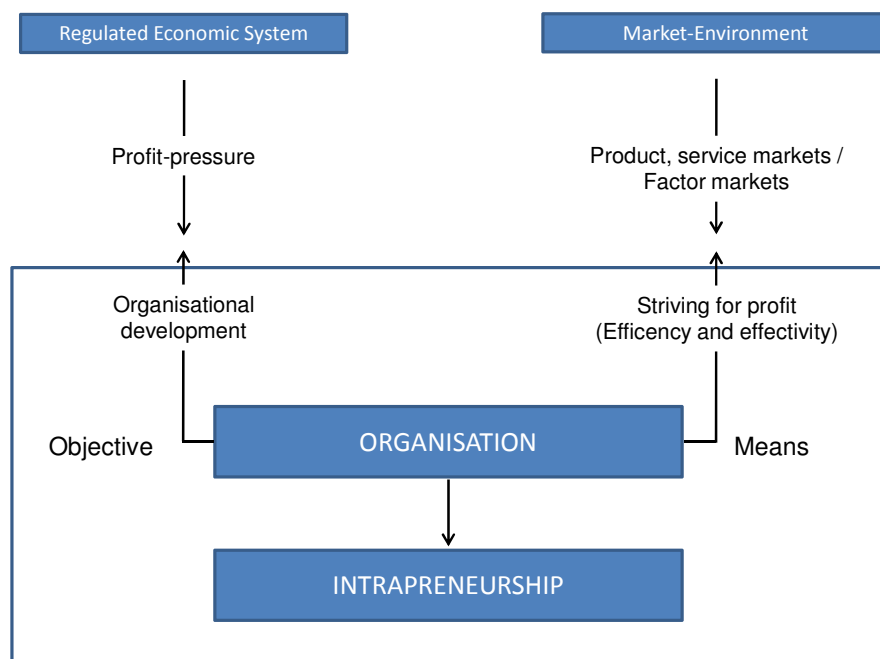 Regulated Economic System
Market-Environment
Profit-pressure
Product, service markets /
Factor markets
Organisational
development
Striving for profit
(Efficency and effectivity)
Objective
ORGANISATION
Means
INTRAPRENEURSHIP